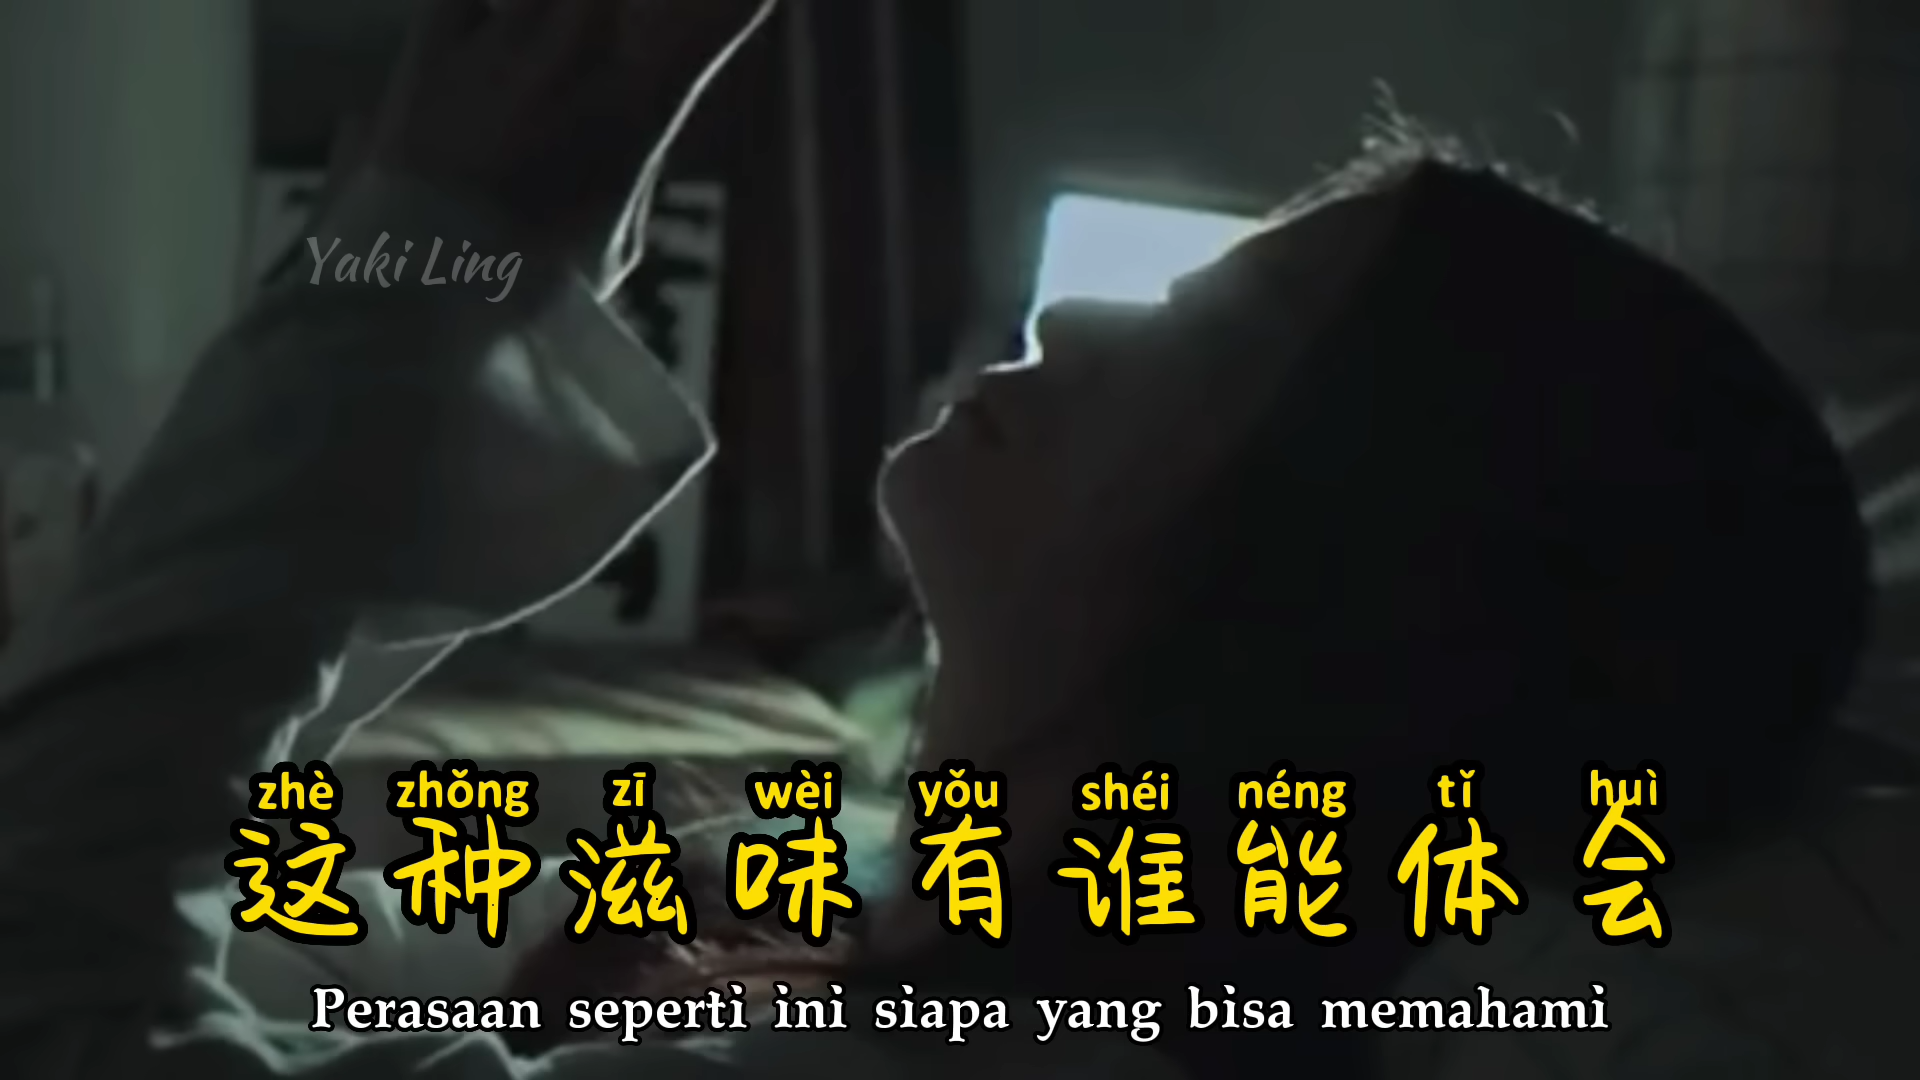 Yaki Ling
zhè zhǒng zī wèi yǒu shéi néng tǐ huì
这种滋味有谁能体会
Perasaan seperti ini siapa yang bisa memahami